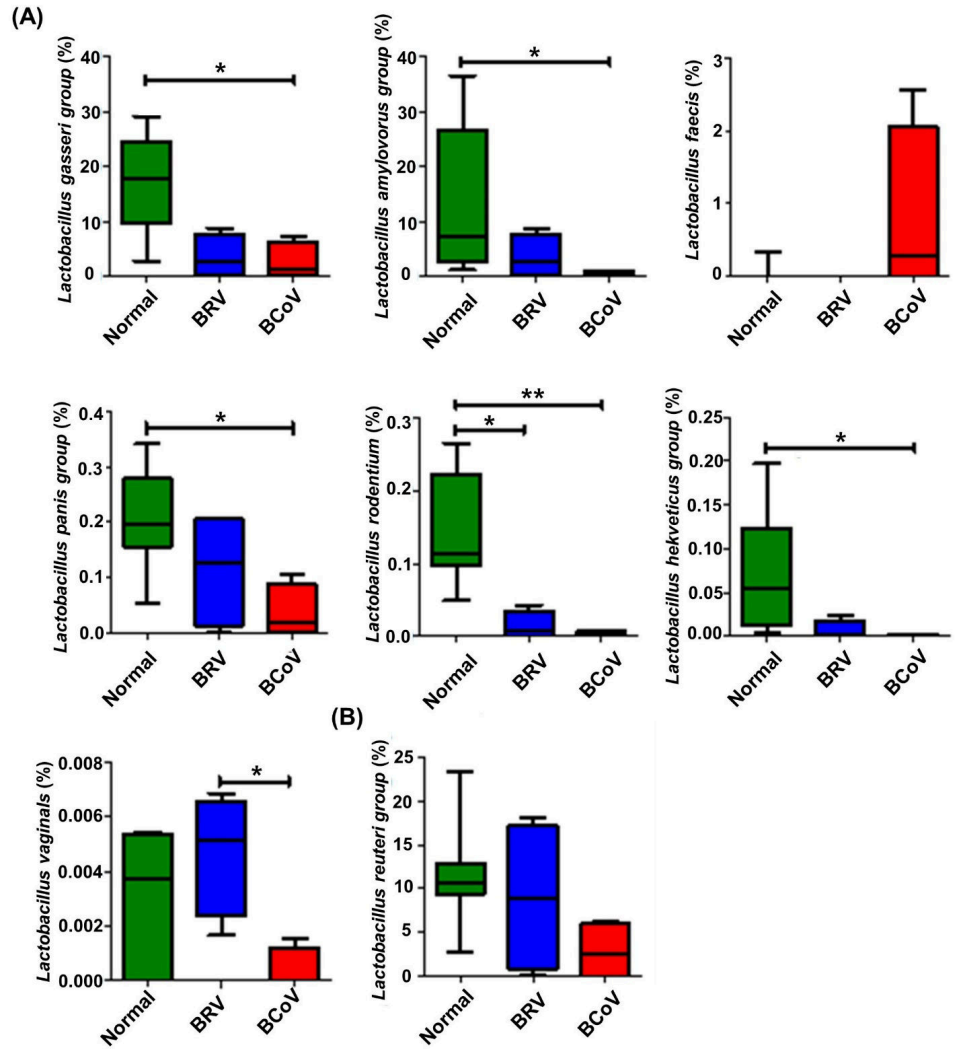 (A)
Lactobacillus gasseri group (%)
40
30
20
10
0
*
Normal
BRV
BCoV
Lactobacillus amylovorus group (%)
40
30
20
10
0
*
Normal
BRV
BCoV
Lactobacillus faecis (%)
3
2
1
0
Normal
BRV
BCoV
Lactobacillus panis group (%)
0.4
0.3
0.2
0.1
0.0
*
Normal
BRV
BCoV
Lactobacillus rodentium (%)
0.3
0.2
0.1
0.0
**
*
Normal
BRV
BCoV
Lactobacillus hekveticus group (%)
0.25
0.20
0.15
0.10
0.05
0.00
*
Normal
BRV
BCoV
Lactobacillus vaginals (%)
0.008
0.006
0.004
0.002
0.000
*
Normal
BRV
BCoV
(B)
Lactobacillus reuteri group (%)
25
20
15
10
5
0
Normal
BRV
BCoV